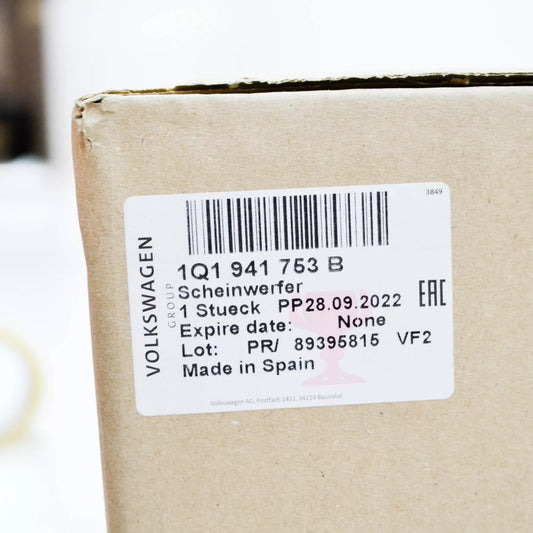 3849
VOLKSWAGEN
GROUP
1Q1 941 753 B
Scheinwerfer
1 Stueck PP28.09.2022
Expire date: None
Lot: PR/ 89395815 VF2
Made in Spain
EAC
Volkswagen AG, Postfach 1451, 34219 Baunatal